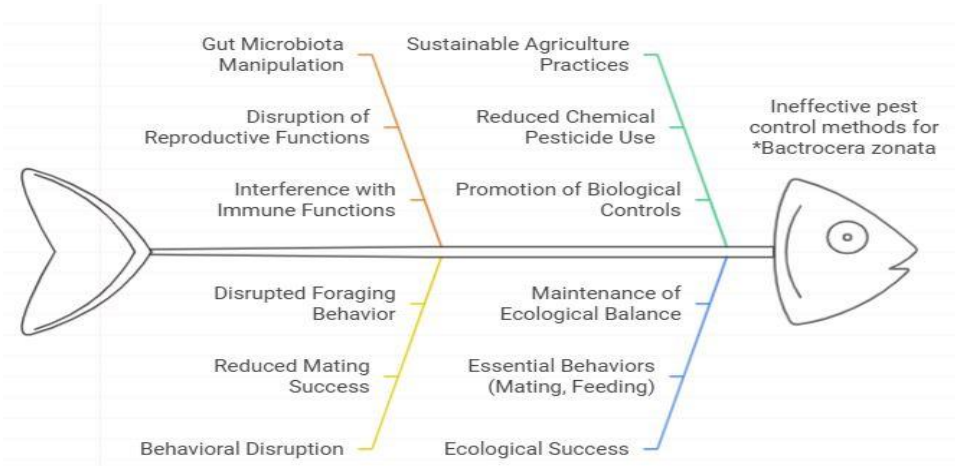 Gut Microbiota
Manipulation
Disruption of
Reproductive Functions
Interference with
Immune Functions
Sustainable Agriculture
Practices
Reduced Chemical
Pesticide Use
Promotion of Biological
Controls
Ineffective pest
control methods for
*Bactrocera zonata
Disrupted Foraging
Behavior
Reduced Mating
Success
Behavioral Disruption
Maintenance of
Ecological Balance
Essential Behaviors
(Mating, Feeding)
Ecological Success